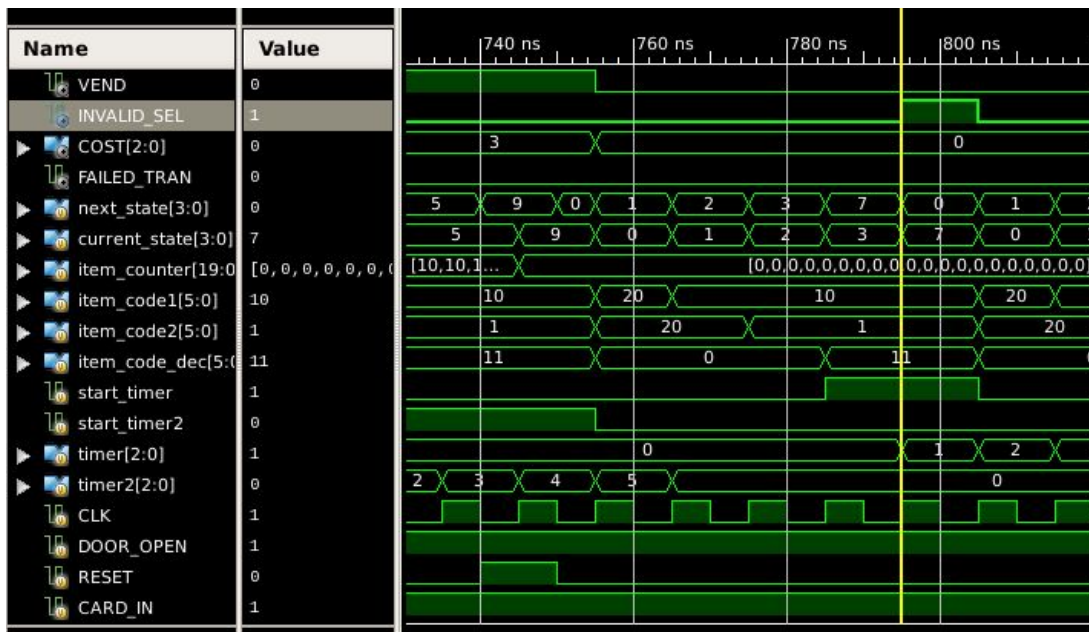 Name Value 740 ns 760 ns 780 ns 800 ns
VEND 0
INVALID_SEL 1
COST[2:0] 0 3 0
FAILED_TRAN 0
next_state[3:0] 0 5 9 0 1 2 3 7 0 1
current_state[3:0] 7 5 9 0 1 2 3 7 0
item_counter[19:0 [0,0,0,0,0,0,0,0 [10,10,1... [0,0,0,0,0,0,0,0,0,0,0,0,0,0,0,0,0,0,0,0]
item_code1[5:0] 10 10 20 10 20
item_code2[5:0] 1 1 20 1 20
item_code_dec[5:0 11 11 0 11
start_timer 1
start_timer2 0
timer[2:0] 1 0 1 2
timer2[2:0] 0 2 3 4 5 0
CLK 1
DOOR_OPEN 1
RESET 0
CARD_IN 1